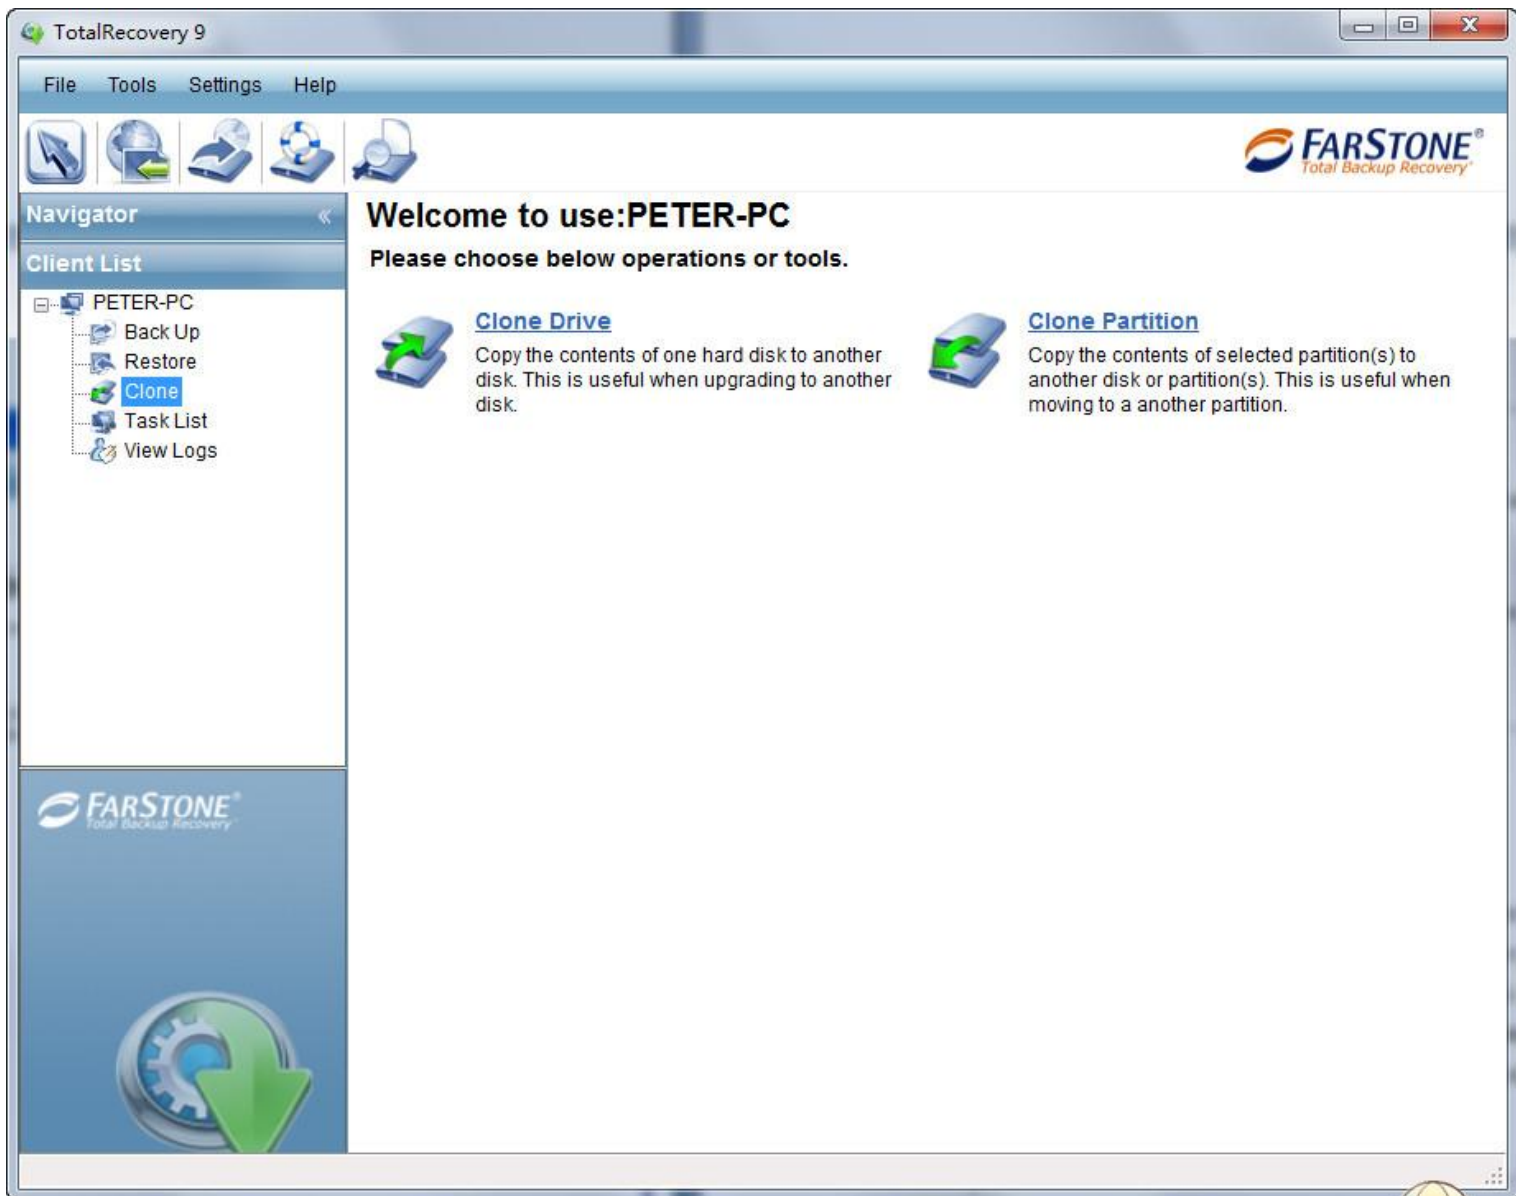 TotalRecovery 9
File Tools Settings Help
FARSTONE®
Total Backup Recovery
Navigator «
Client List
PETER-PC
Back Up
Restore
Clone
Task List
View Logs
Welcome to use:PETER-PC
Please choose below operations or tools.
Clone Drive
Copy the contents of one hard disk to another
disk. This is useful when upgrading to another
disk.
Clone Partition
Copy the contents of selected partition(s) to
another disk or partition(s). This is useful when
moving to a another partition.
FARSTONE®
Total Backup Recovery